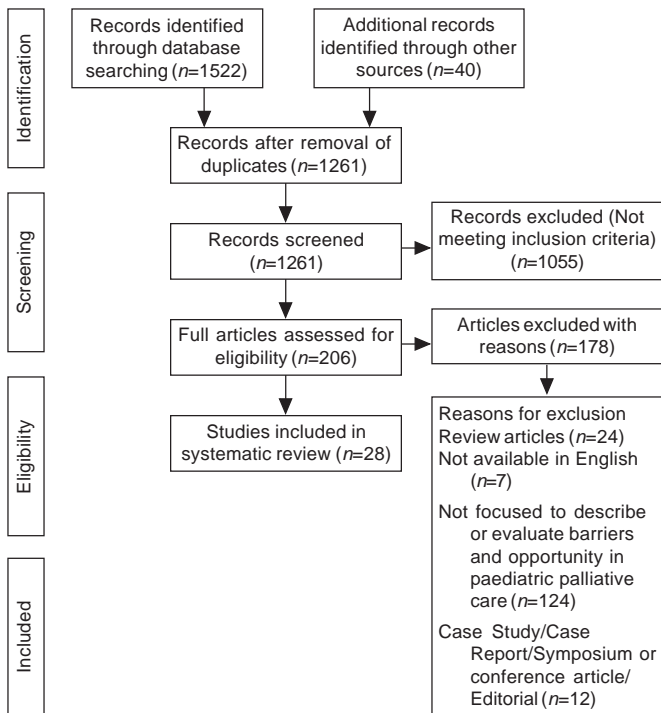 Identification
Records identified
through database
searching (n=1522)
Additional records
identified through other
sources (n=40)
Records after removal of
duplicates (n=1261)
Screening
Records screened
(n=1261)
Records excluded (Not
meeting inclusion criteria)
(n=1055)
Full articles assessed for
eligibility (n=206)
Articles excluded with
reasons (n=178)
Eligibility
Studies included in
systematic review (n=28)
Reasons for exclusion
Review articles (n=24)
Not available in English
(n=7)
Not focused to describe
or evaluate barriers
and opportunity in
paediatric palliative
care (n=124)
Included
Case Study/Case
Report/Symposium or
conference article/
Editorial (n=12)